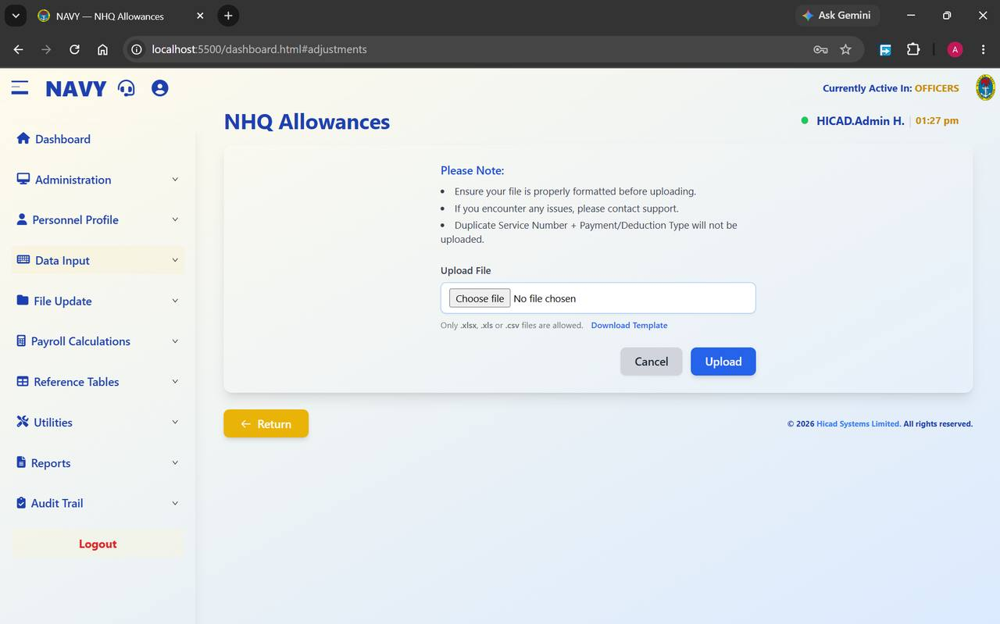 NAVY — NHQ Allowances
Ask Gemini
localhost:5500/dashboard.html#adjustments
A
NAVY
Currently Active In: OFFICERS
NHQ Allowances
HICAD.Admin H. | 01:27 pm
Dashboard
Administration
Personnel Profile
Data Input
File Update
Payroll Calculations
Reference Tables
Utilities
Reports
Audit Trail
Logout
Please Note:
• Ensure your file is properly formatted before uploading.
• If you encounter any issues, please contact support.
• Duplicate Service Number + Payment/Deduction Type will not be
uploaded.
Upload File
Choose file No file chosen
Only .xlsx, .xls or .csv files are allowed. Download Template
Cancel Upload
← Return
© 2026 Hicad Systems Limited. All rights reserved.